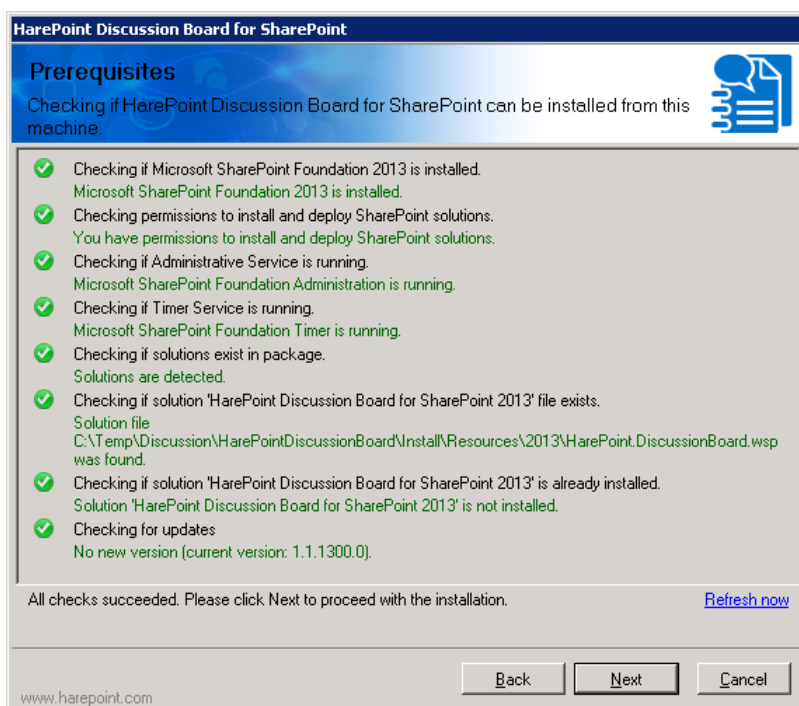 HarePoint Discussion Board for SharePoint
Prerequisites
Checking if HarePoint Discussion Board for SharePoint can be installed from this
machine.
Checking if Microsoft SharePoint Foundation 2013 is installed.
Microsoft SharePoint Foundation 2013 is installed.
Checking permissions to install and deploy SharePoint solutions.
You have permissions to install and deploy SharePoint solutions.
Checking if Administrative Service is running.
Microsoft SharePoint Foundation Administration is running.
Checking if Timer Service is running.
Microsoft SharePoint Foundation Timer is running.
Checking if solutions exist in package.
Solutions are detected.
Checking if solution 'HarePoint Discussion Board for SharePoint 2013' file exists.
Solution file
C:\Temp\Discussion\HarePointDiscussionBoard\Install\Resources\2013\HarePoint.DiscussionBoard.wsp
was found.
Checking if solution 'HarePoint Discussion Board for SharePoint 2013' is already installed.
Solution 'HarePoint Discussion Board for SharePoint 2013' is not installed.
Checking for updates
No new version (current version: 1.1.1300.0).
All checks succeeded. Please click Next to proceed with the installation.
Refresh now
Back
Next
Cancel
www.harepoint.com